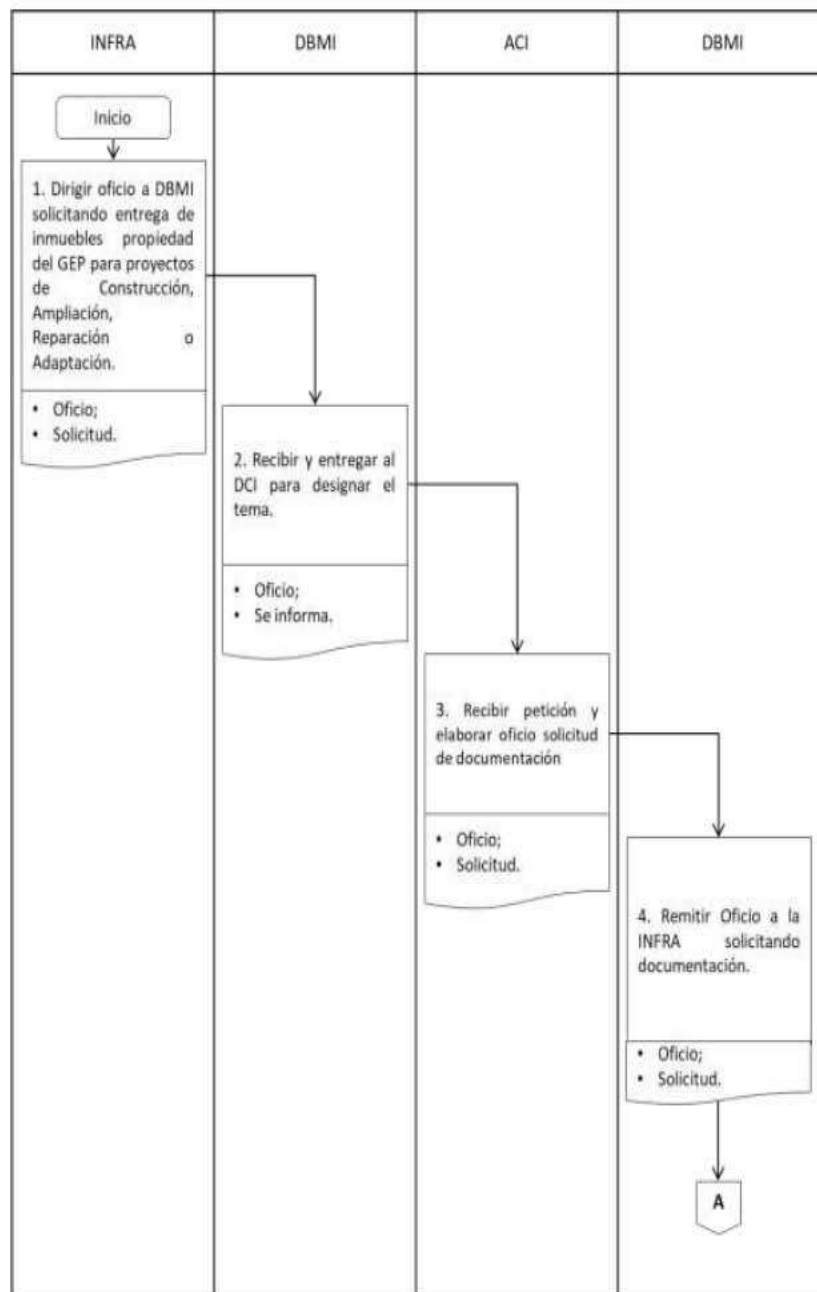 INFRA
DBMI
ACI
DBMI
Inicio
1. Dirigir oficio a DBMI
solicitando entrega de
inmuebles propiedad
del GEP para proyectos
de Construcción,
Ampliación,
Reparación o
Adaptación.
• Oficio;
• Solicitud.
2. Recibir y entregar al
DCI para designar el
tema.
• Oficio;
• Se informa.
3. Recibir petición y
elaborar oficio solicitud
de documentación
• Oficio;
• Solicitud.
4. Remitir Oficio a la
INFRA solicitando
documentación.
• Oficio;
• Solicitud.
A